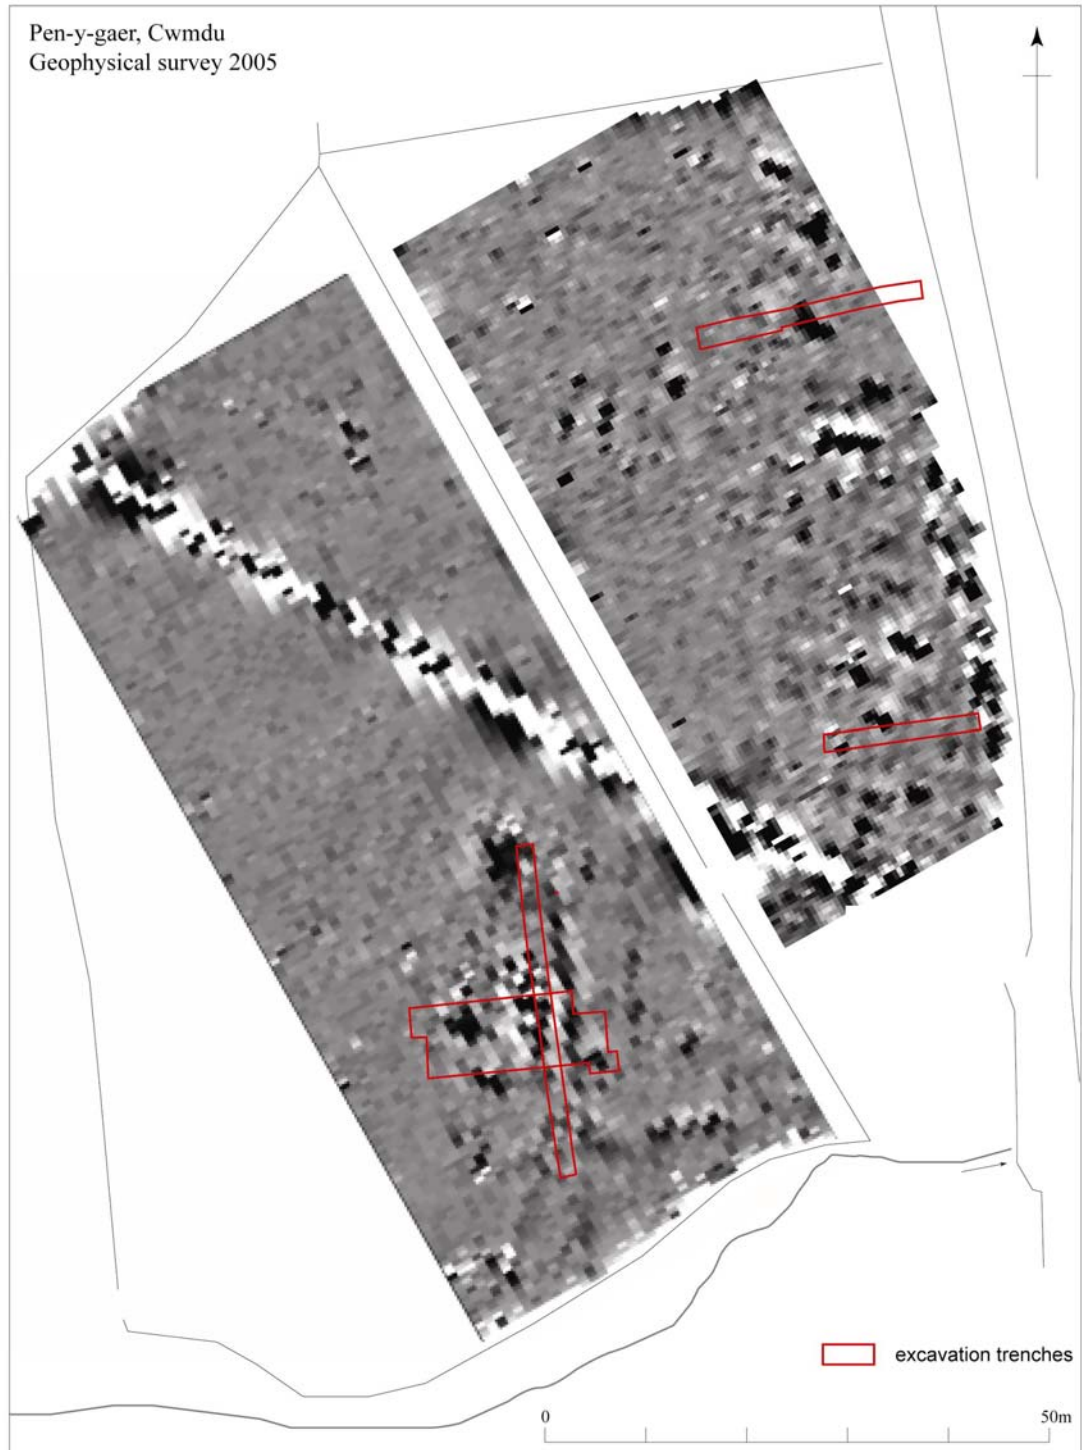 Pen-y-gaer, Cwmdu
Geophysical survey 2005
excavation trenches
0 50m